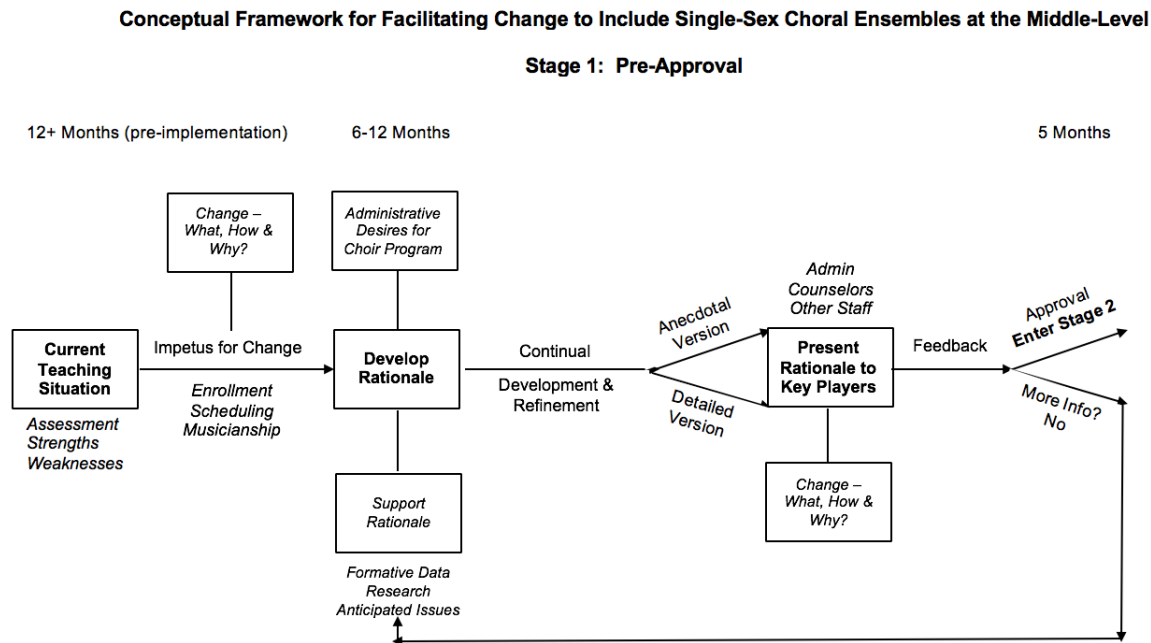 Conceptual Framework for Facilitating Change to Include Single-Sex Choral Ensembles at the Middle-Level
Stage 1:  Pre-Approval
12+ Months (pre-implementation)
6-12 Months
5 Months
Change –
What, How &
Why?
Administrative
Desires for
Choir Program
Admin
Counselors
Other Staff
Current
Teaching
Situation
Impetus for Change
Enrollment
Scheduling
Musicianship
Develop
Rationale
Continual
Development &
Refinement
Anecdotal
Version
Detailed
Version
Present
Rationale to
Key Players
Feedback
Approval
Enter Stage 2
More Info?
No
Assessment
Strengths
Weaknesses
Support
Rationale
Change –
What, How &
Why?
Formative Data
Research
Anticipated Issues